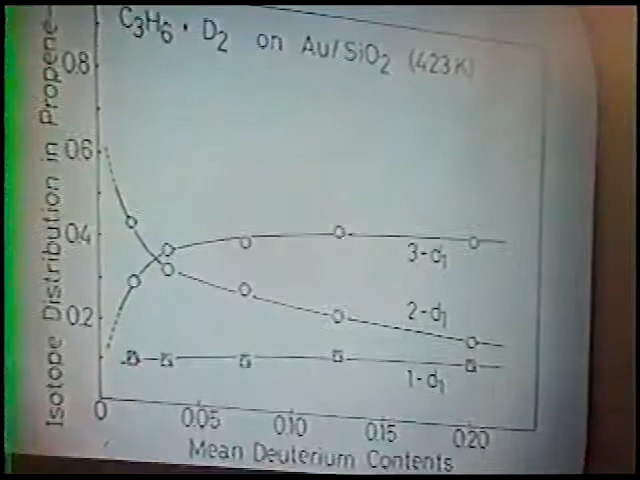 C3H6 · D2 on Au/SiO2 (423K)
Isotope Distribution in Propene-
0.8
0.6
0.4
0.2
3-d1
2-d1
1-d1
0 0.05 0.10 0.15 0.20
Mean Deuterium Contents